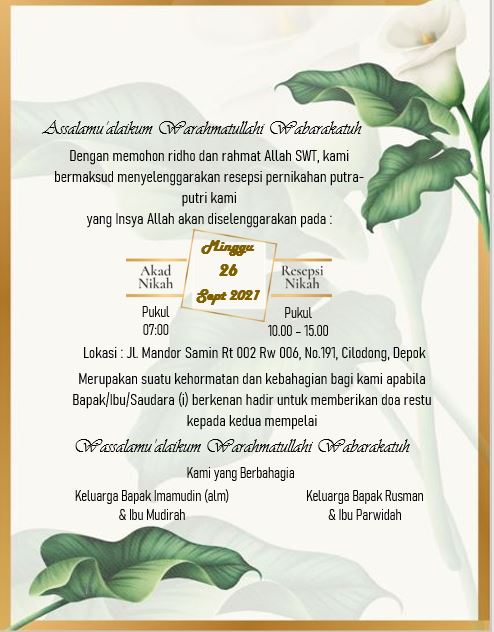 Assalamu'alaikum Warahmatullahi Wabarakatuh
Dengan memohon ridho dan rahmat Allah SWT, kami
bermaksud menyelenggarakan resepsi pernikahan putra-
putri kami
yang Insya Allah akan diselenggarakan pada :
Minggu
26
Sept 2021
Akad
Nikah
Pukul
07:00
Resepsi
Nikah
Pukul
10.00 – 15.00
Lokasi : Jl. Mandor Samin Rt 002 Rw 006, No.191, Cilodong, Depok
Merupakan suatu kehormatan dan kebahagian bagi kami apabila
Bapak/Ibu/Saudara (i) berkenan hadir untuk memberikan doa restu
kepada kedua mempelai
Wassalamu'alaikum Warahmatullahi Wabarakatuh
Kami yang Berbahagia
Keluarga Bapak Imamudin (alm)
& Ibu Mudirah
Keluarga Bapak Rusman
& Ibu Parwidah